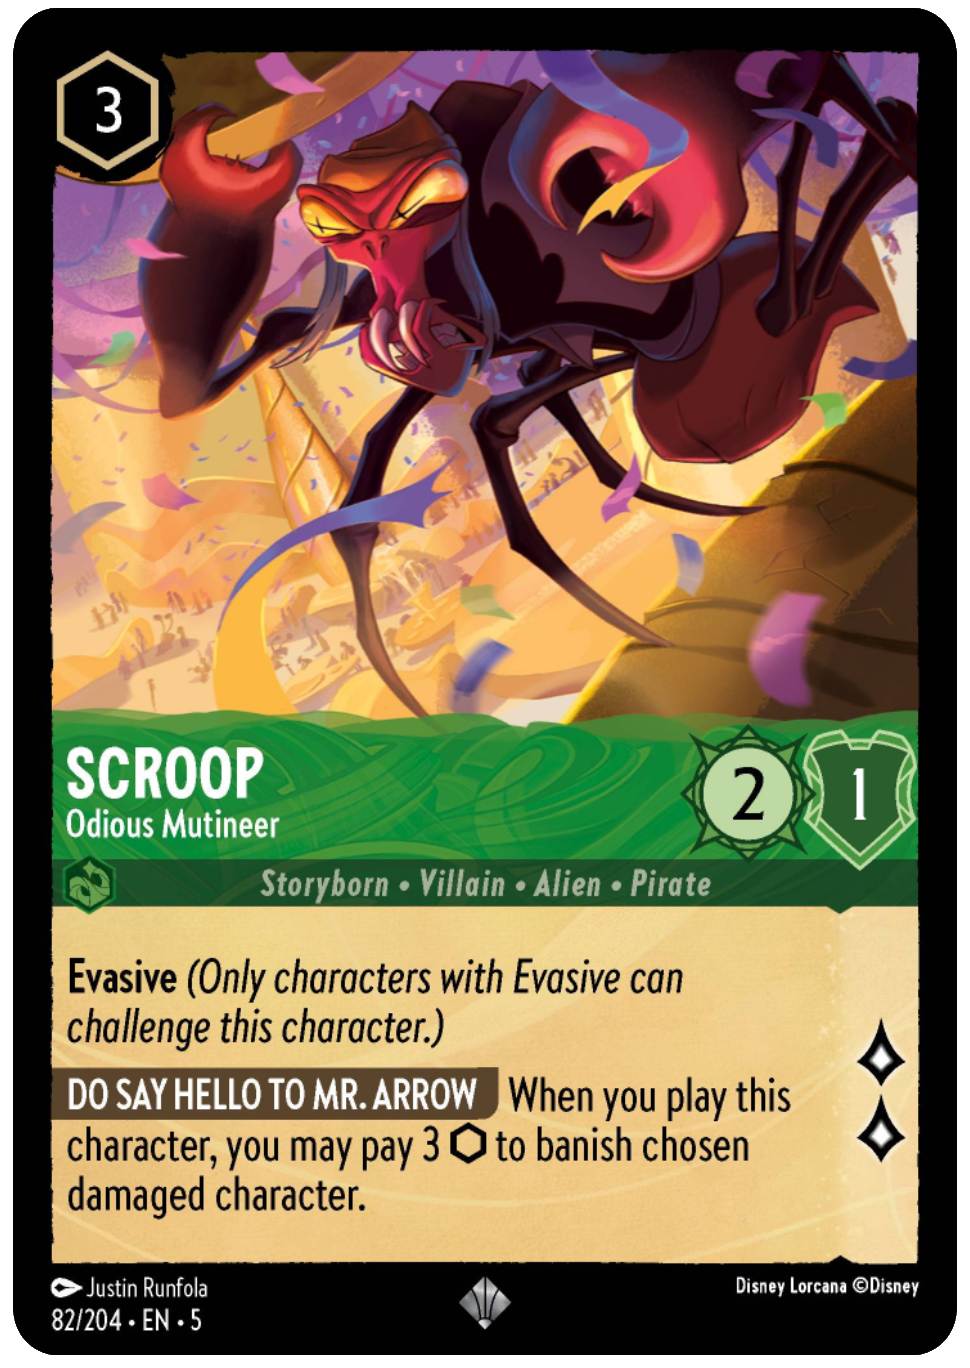 3
SCROOP
Odious Mutineer
2
1
Storyborn • Villain • Alien • Pirate
Evasive (Only characters with Evasive can
challenge this character.)
DO SAY HELLO TO MR. ARROW When you play this
character, you may pay 3 ⬡ to banish chosen
damaged character.
Justin Runfola
Disney Lorcana ©Disney
82/204 • EN • 5